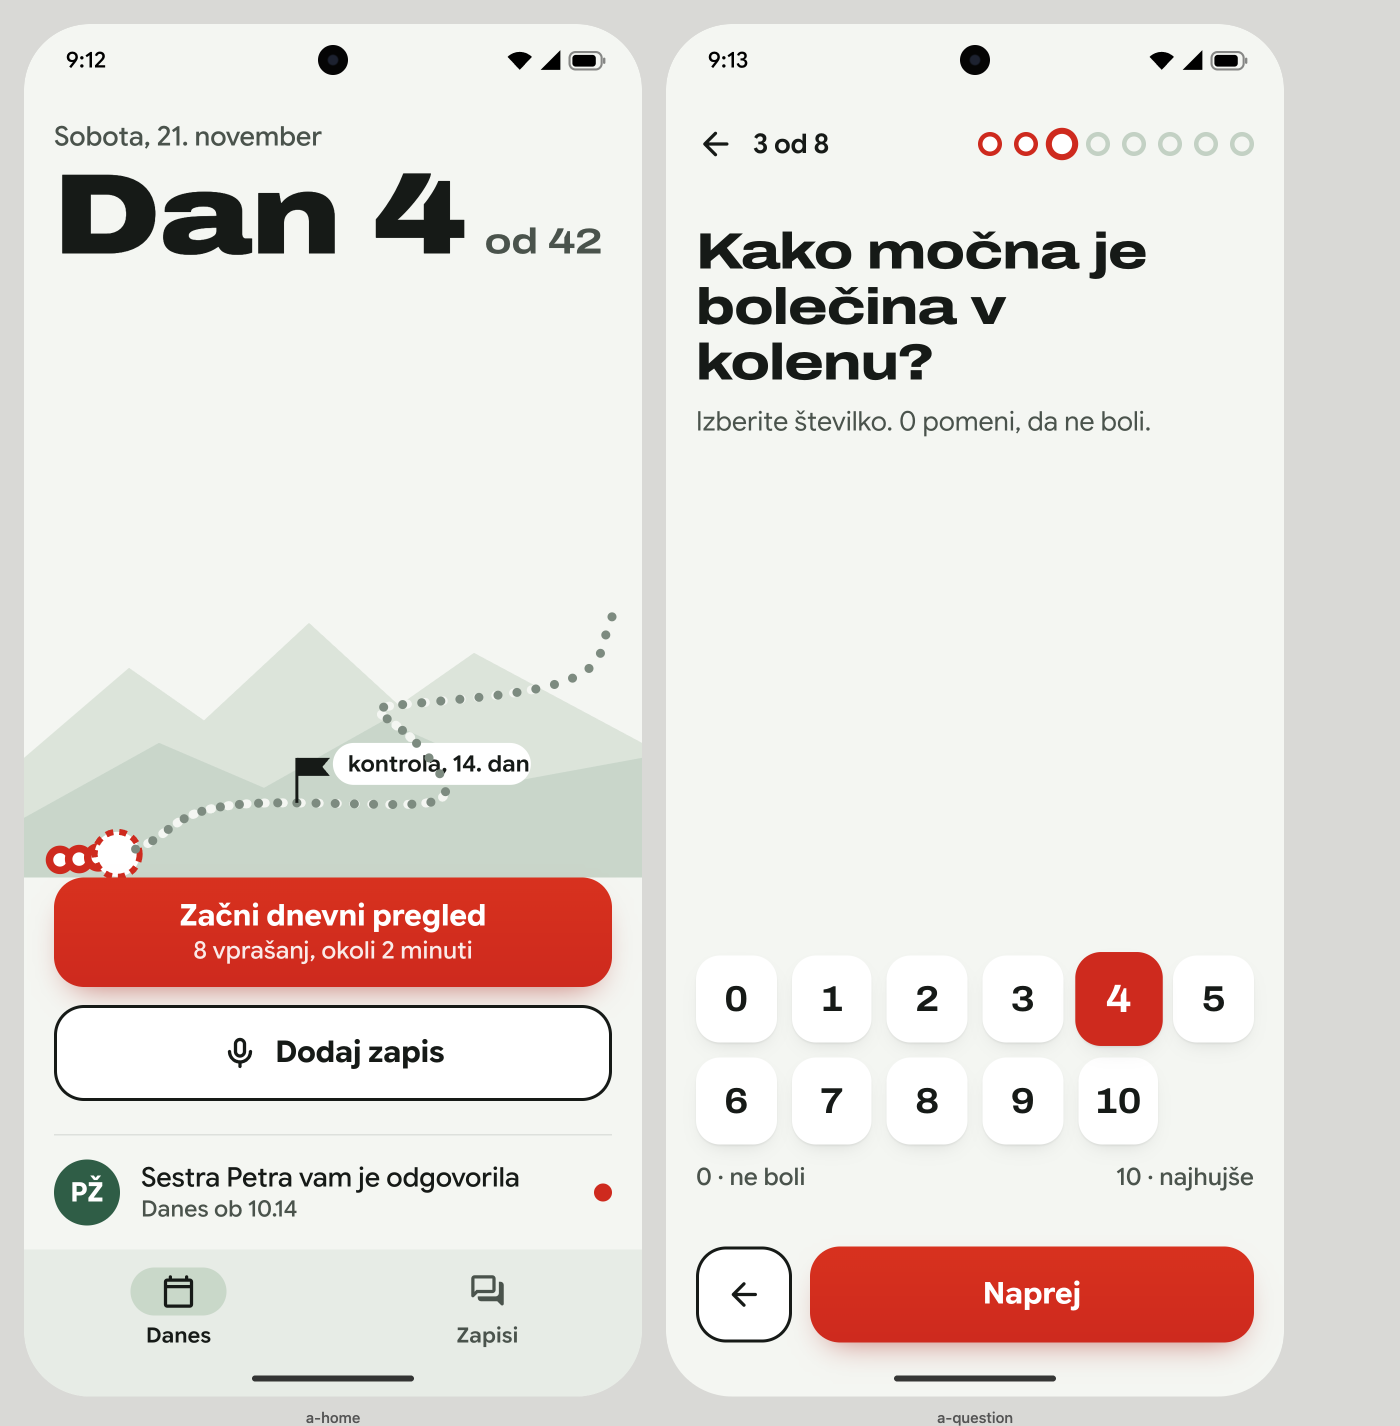 9:12
Sobota, 21. november
Dan 4 od 42
kontrola, 14. dan
Začni dnevni pregled
8 vprašanj, okoli 2 minuti
Dodaj zapis
PŽ
Sestra Petra vam je odgovorila
Danes ob 10.14
Danes
Zapisi
a-home
9:13
3 od 8
Kako močna je
bolečina v
kolenu?
Izberite številko. 0 pomeni, da ne boli.
0 1 2 3 4 5
6 7 8 9 10
0 · ne boli
10 · najhujše
Naprej
a-question